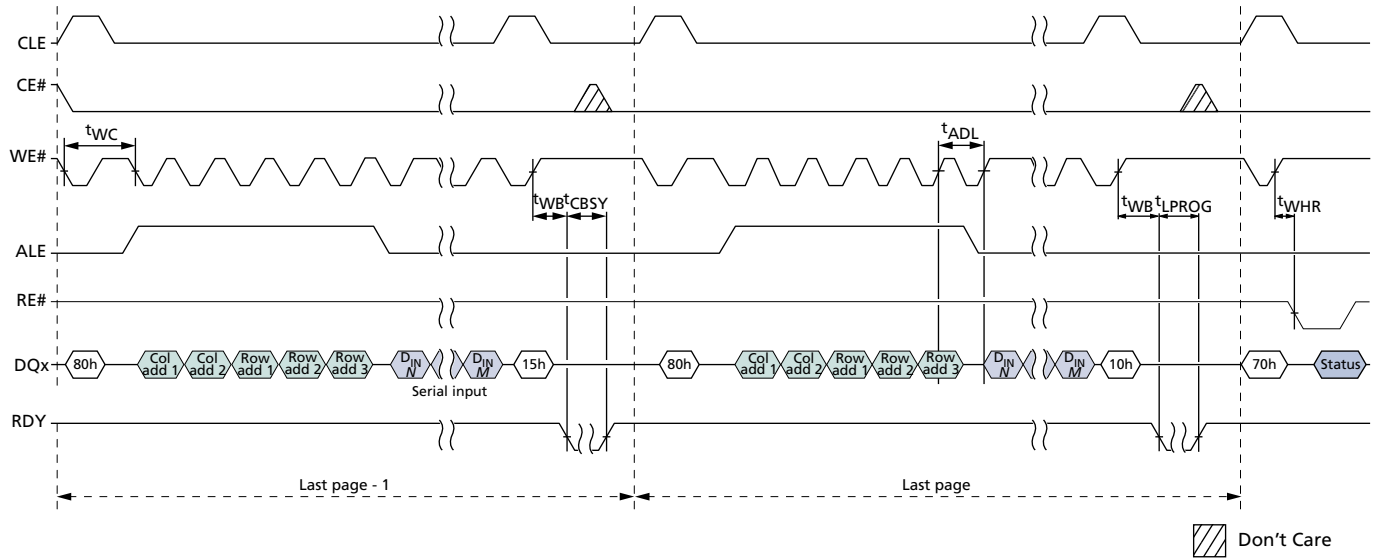 CLE
CE#
tWC
tADL
WE#
tWB tCBSY
tWB tLPROG
tWHR
ALE
RE#
DQx
80h
Col add 1
Col add 2
Row add 1
Row add 2
Row add 3
DIN N
DIN M
15h
80h
Col add 1
Col add 2
Row add 1
Row add 2
Row add 3
DIN N
DIN M
10h
70h
Status
Serial input
RDY
Last page - 1
Last page
Don't Care